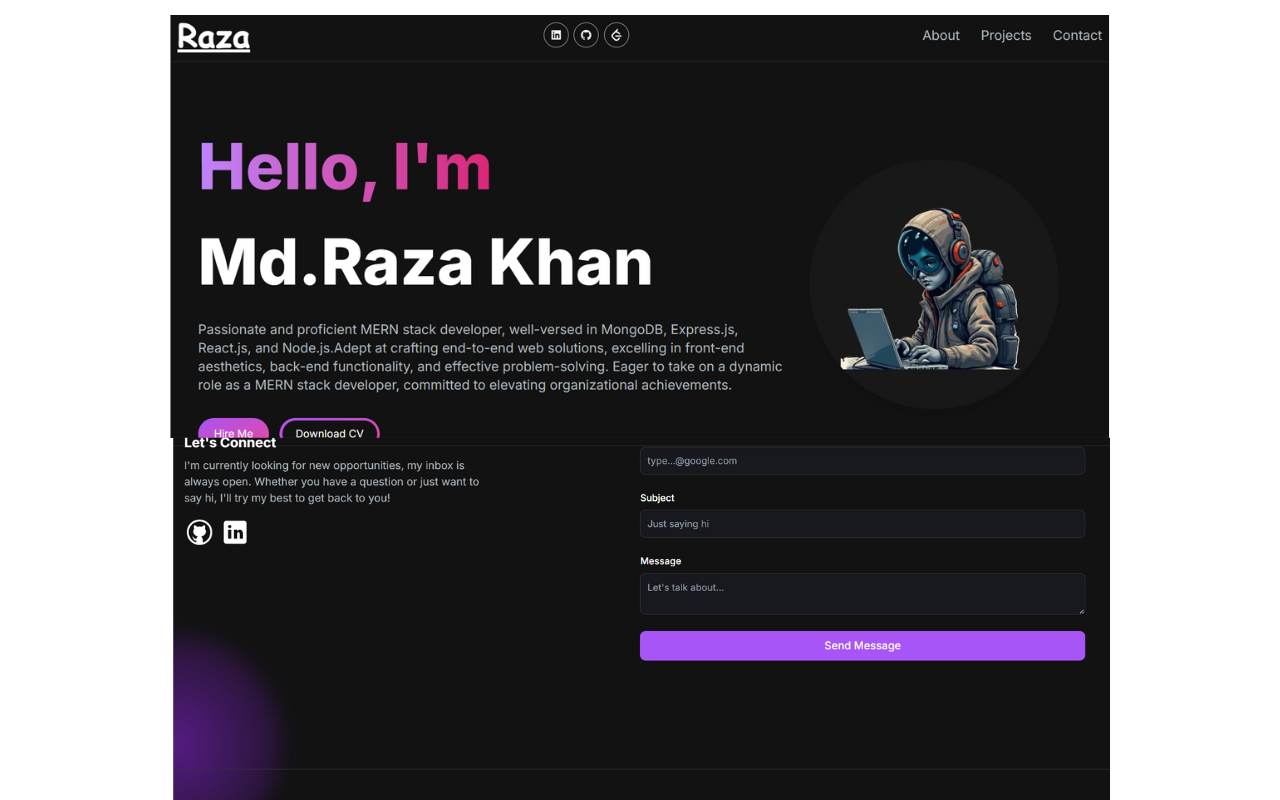 Raza
About Projects Contact
Hello, I'm
Md.Raza Khan
Passionate and proficient MERN stack developer, well-versed in MongoDB, Express.js,
React.js, and Node.js.Adept at crafting end-to-end web solutions, excelling in front-end
aesthetics, back-end functionality, and effective problem-solving. Eager to take on a dynamic
role as a MERN stack developer, committed to elevating organizational achievements.
Hire Me
Download CV
Let's Connect
I'm currently looking for new opportunities, my inbox is
always open. Whether you have a question or just want to
say hi, I'll try my best to get back to you!
type...@google.com
Subject
Just saying hi
Message
Let's talk about...
Send Message